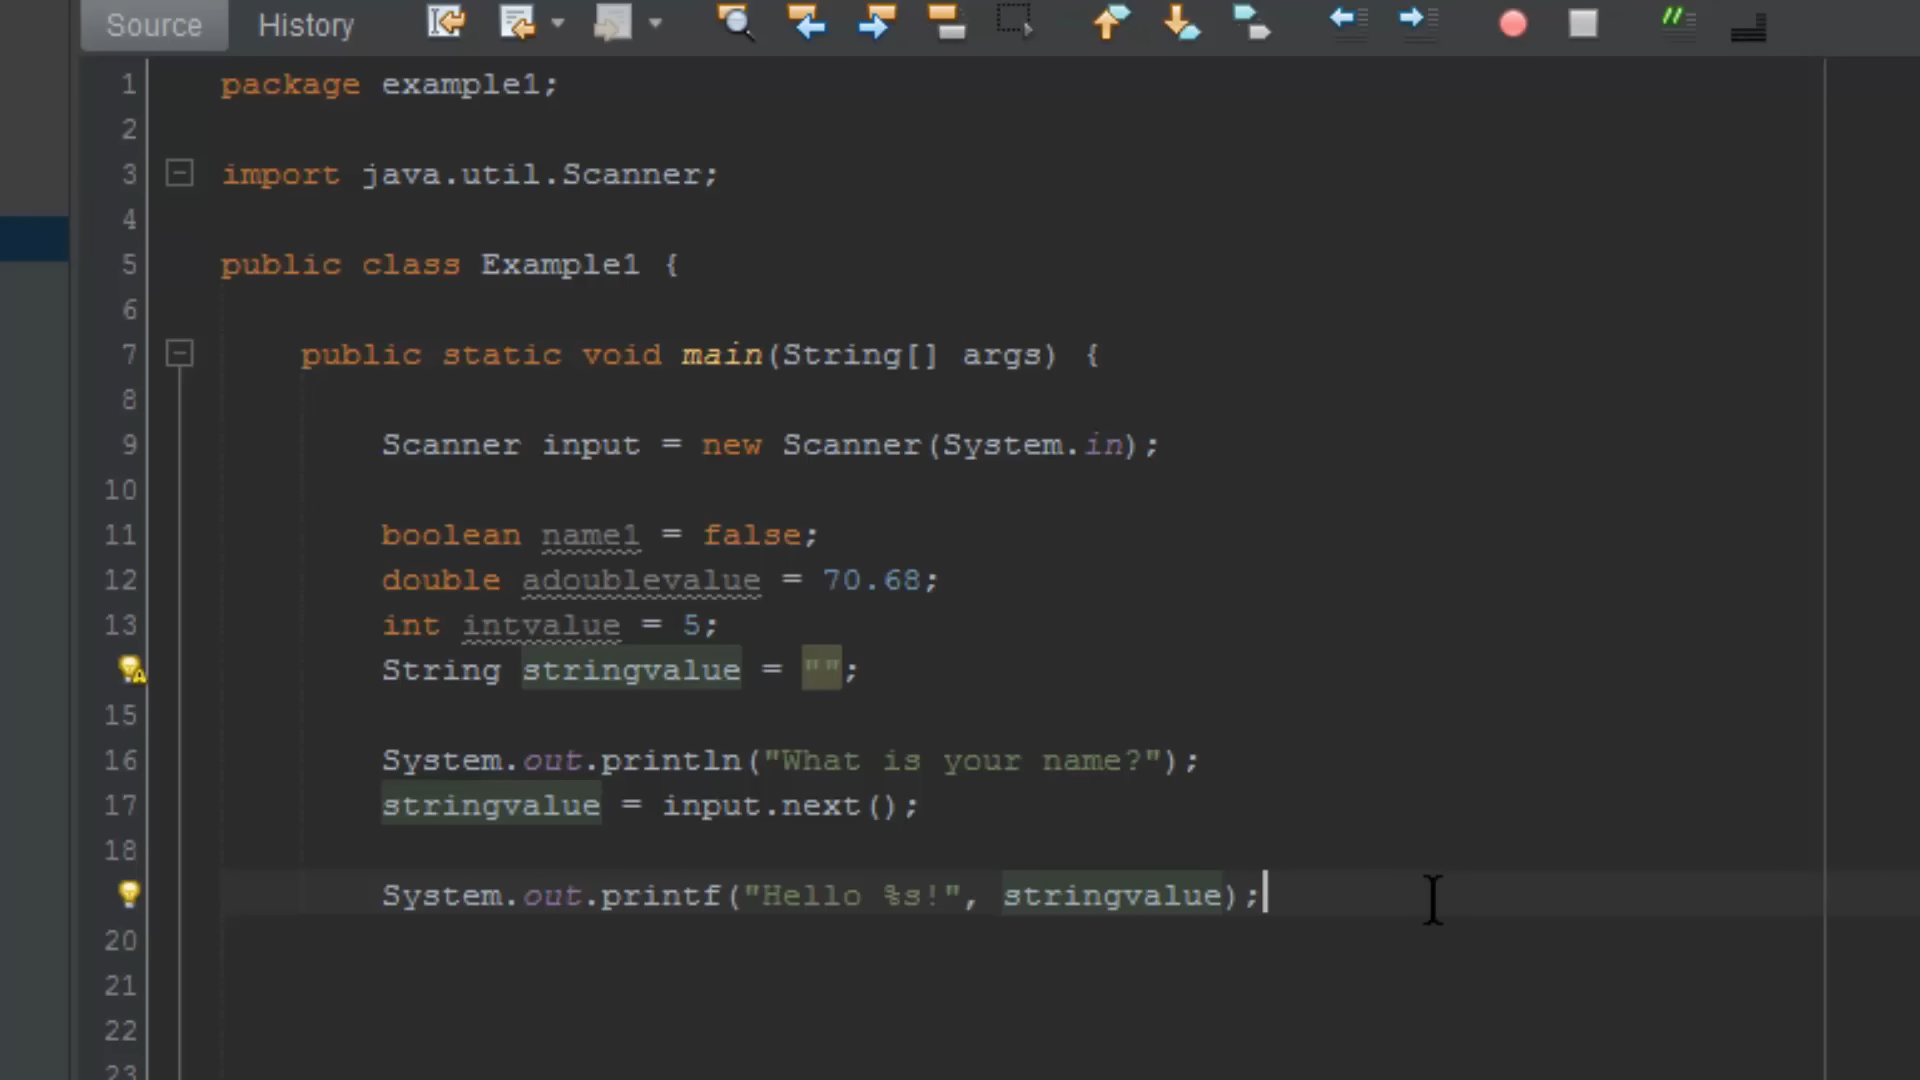 Source History
1 package example1;
2
3 import java.util.Scanner;
4
5 public class Example1 {
6
7 public static void main(String[] args) {
8
9 Scanner input = new Scanner(System.in);
10
11 boolean name1 = false;
12 double adoublevalue = 70.68;
13 int intvalue = 5;
String stringvalue = "";
15
16 System.out.println("What is your name?");
17 stringvalue = input.next();
18
System.out.printf("Hello %s!", stringvalue);
20
21
22
23